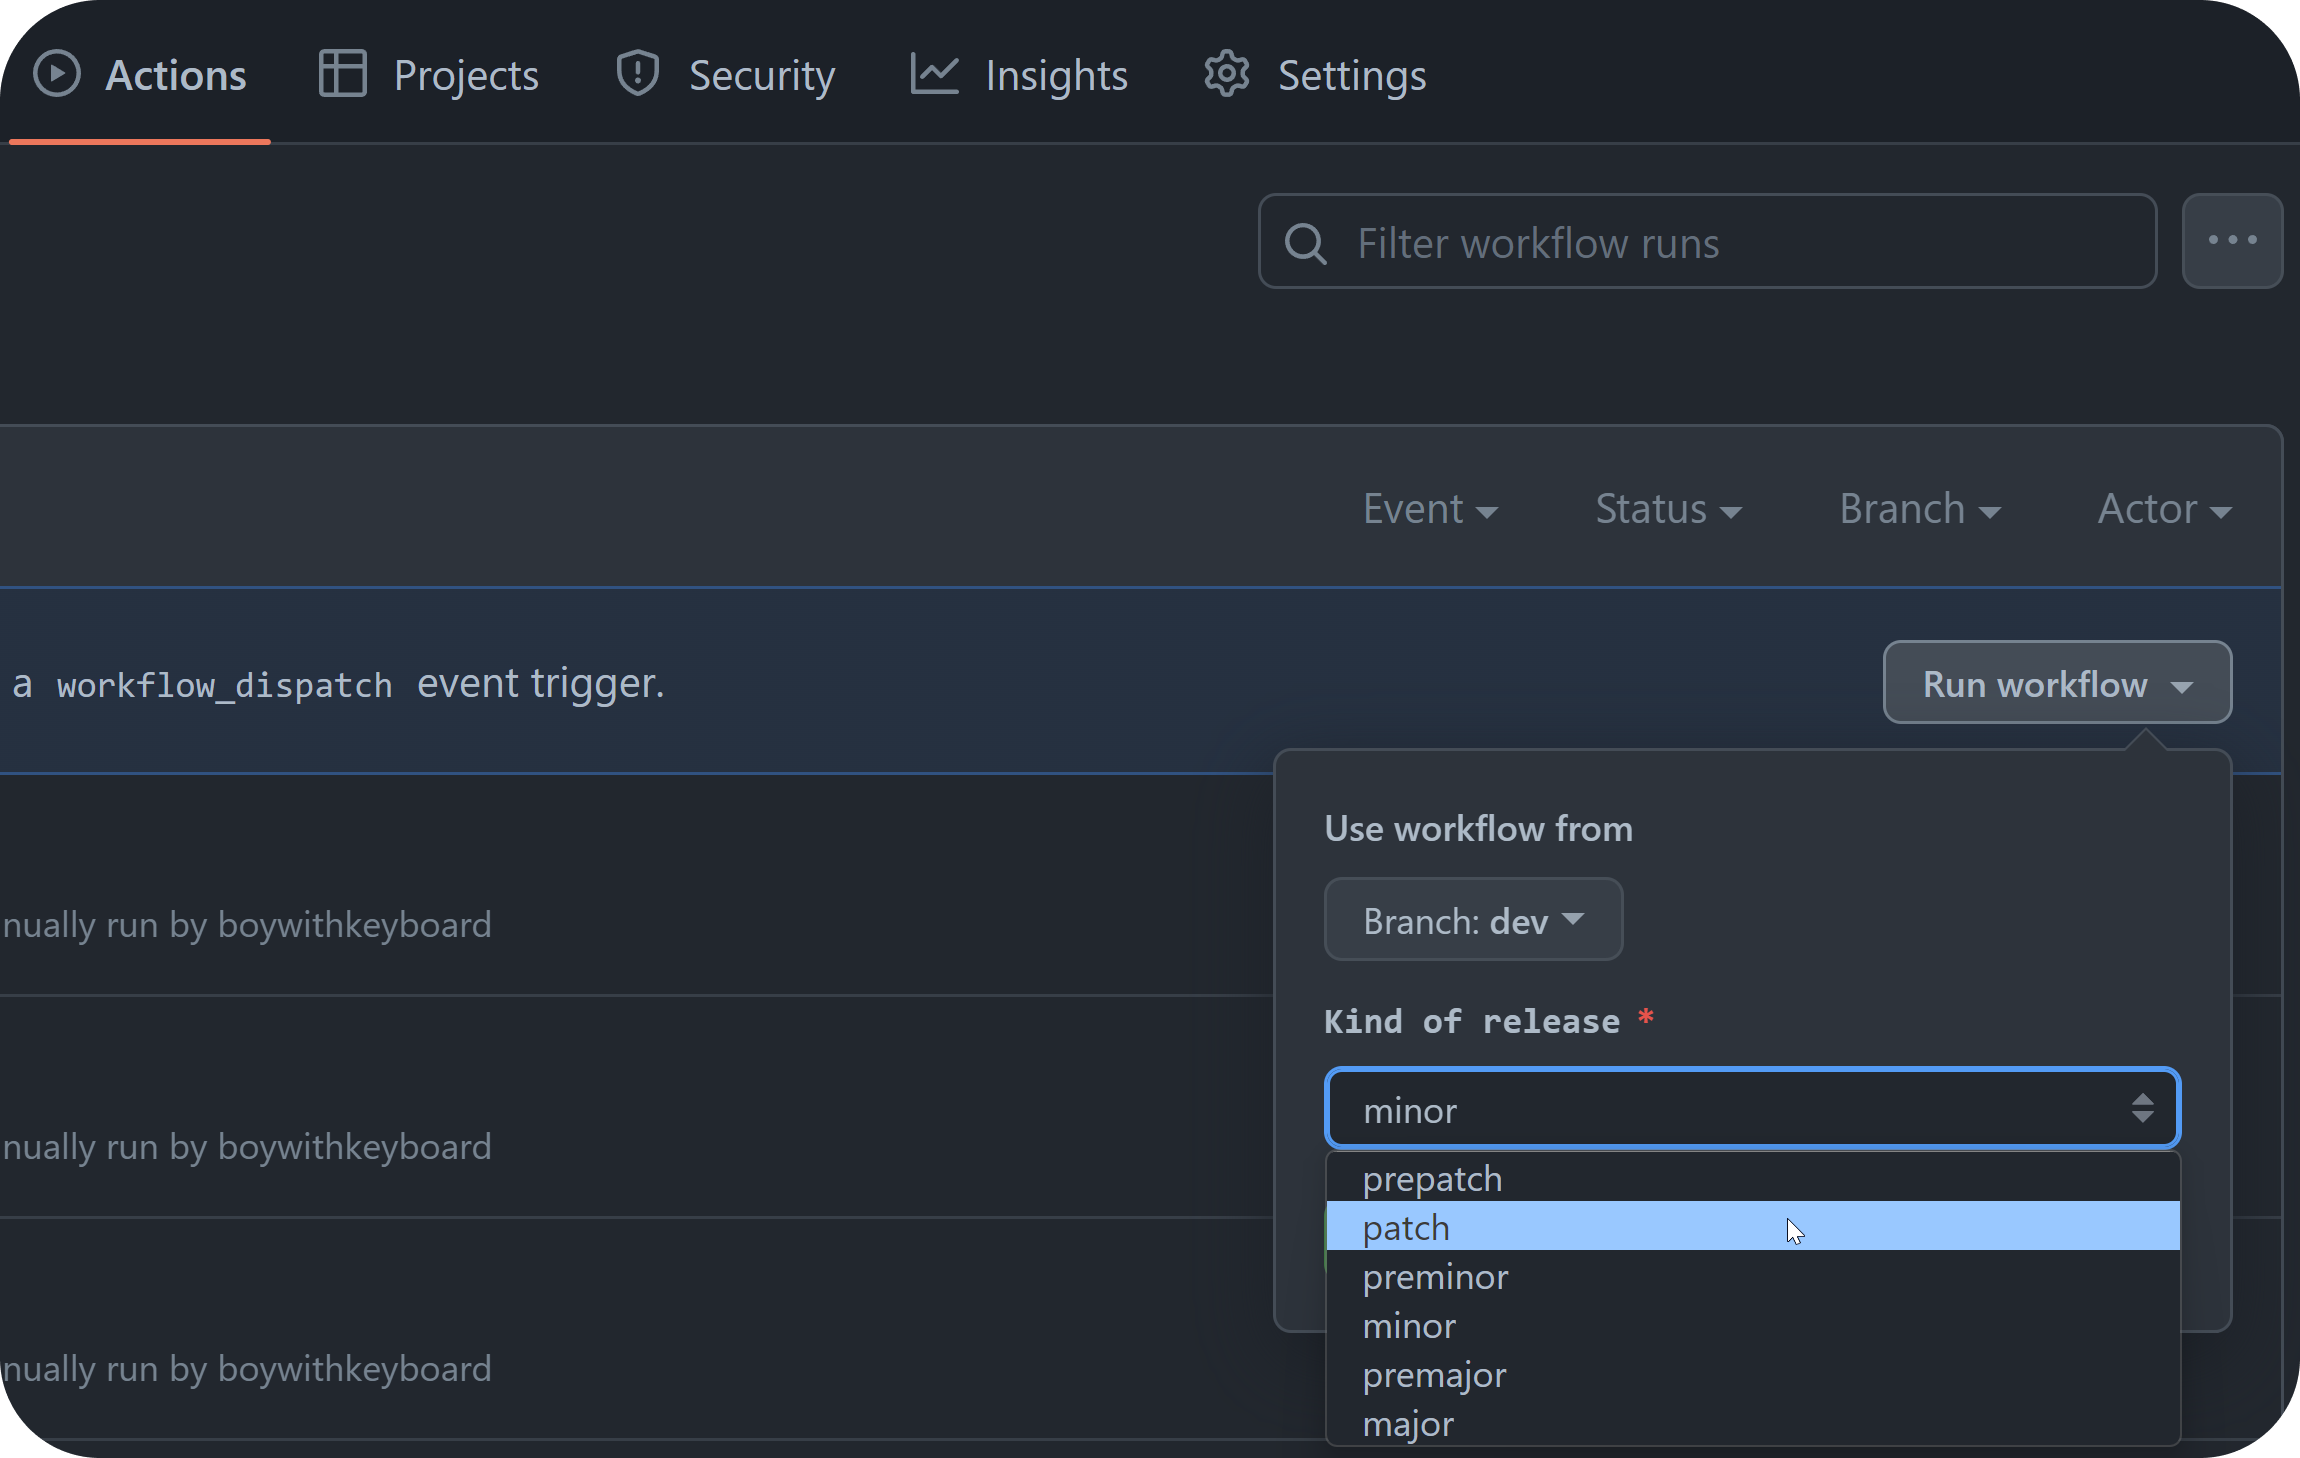 Actions Projects Security Insights Settings
Filter workflow runs
Event Status Branch Actor
a workflow_dispatch event trigger.
Run workflow
Use workflow from
nually run by boywithkeyboard
Branch: dev
Kind of release *
minor
nually run by boywithkeyboard
prepatch
patch
preminor
minor
nually run by boywithkeyboard
premajor
major